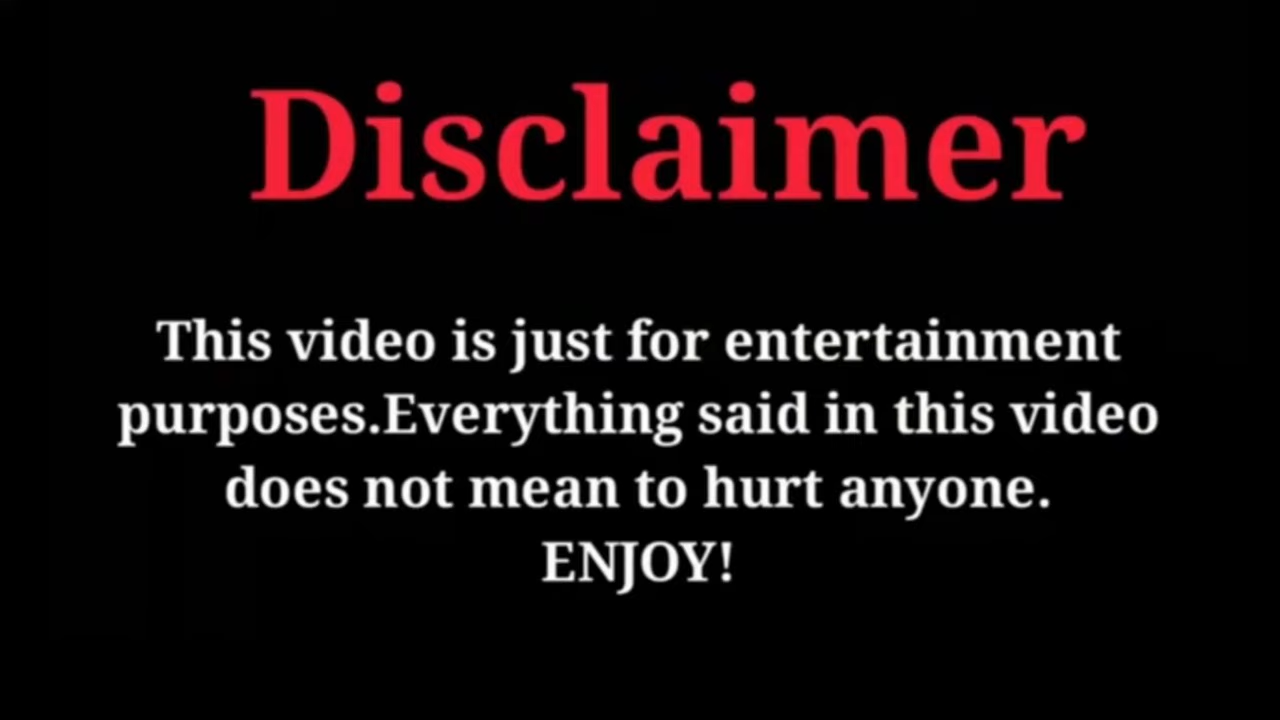 Disclaimer
This video is just for entertainment
purposes.Everything said in this video
does not mean to hurt anyone.
ENJOY!